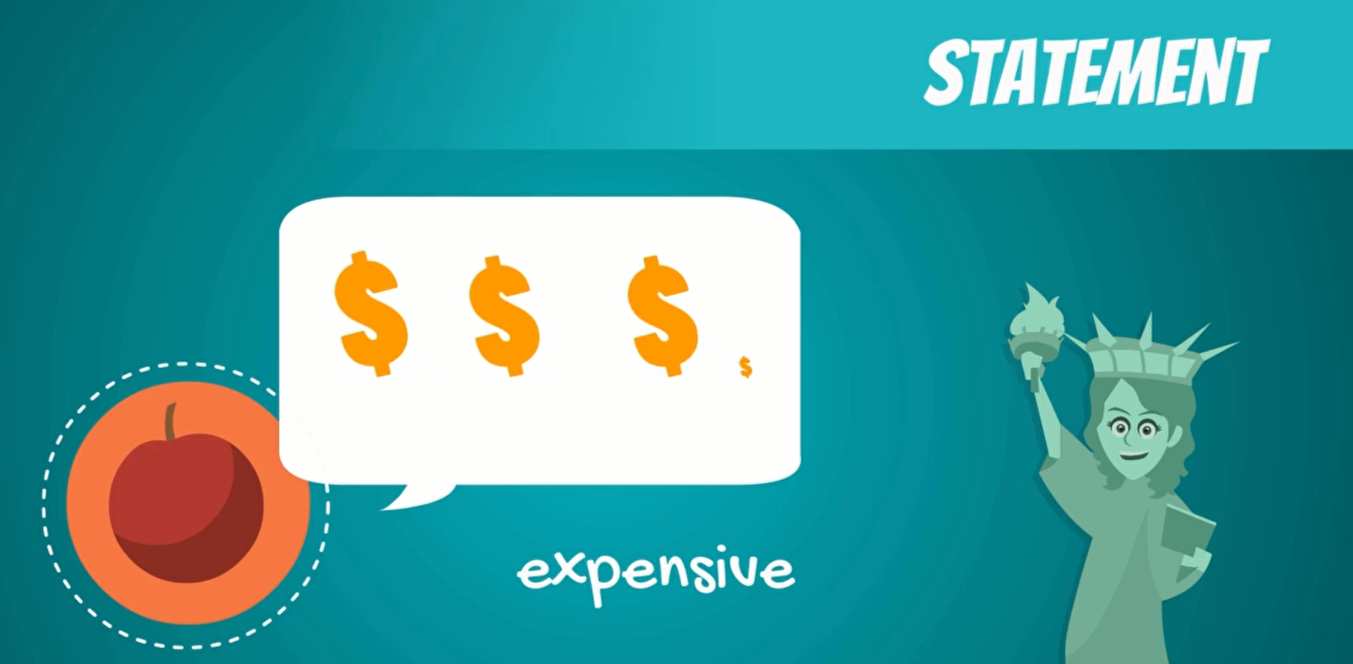 STATEMENT
$ $ $ $
expensive